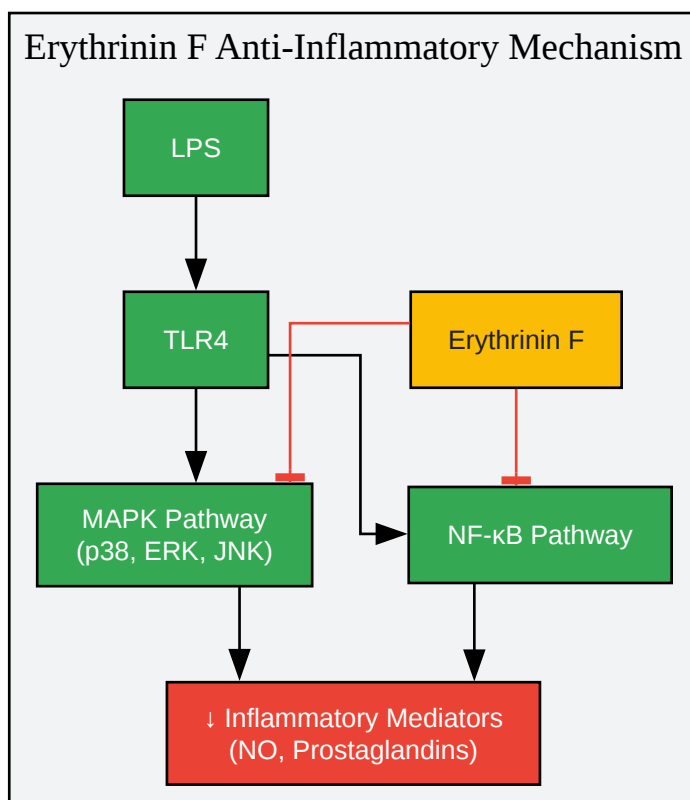 Erythrinin F Anti-Inflammatory Mechanism
LPS
TLR4
Erythrinin F
MAPK Pathway
(p38, ERK, JNK)
NF-κB Pathway
↓ Inflammatory Mediators
(NO, Prostaglandins)